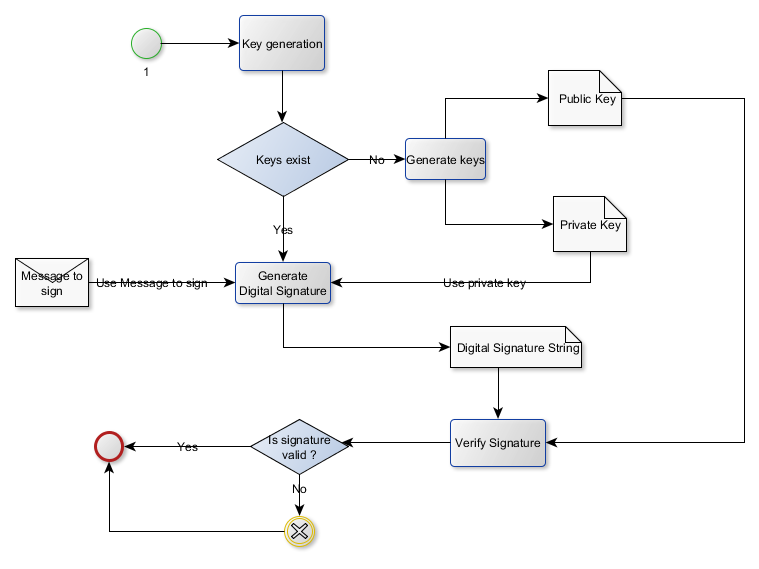 Key generation
1
Keys exist
No
Generate keys
Public Key
Private Key
Yes
Message to
sign
Use Message to sign
Generate
Digital Signature
Use private key
Digital Signature String
Verify Signature
Is signature
valid ?
Yes
No